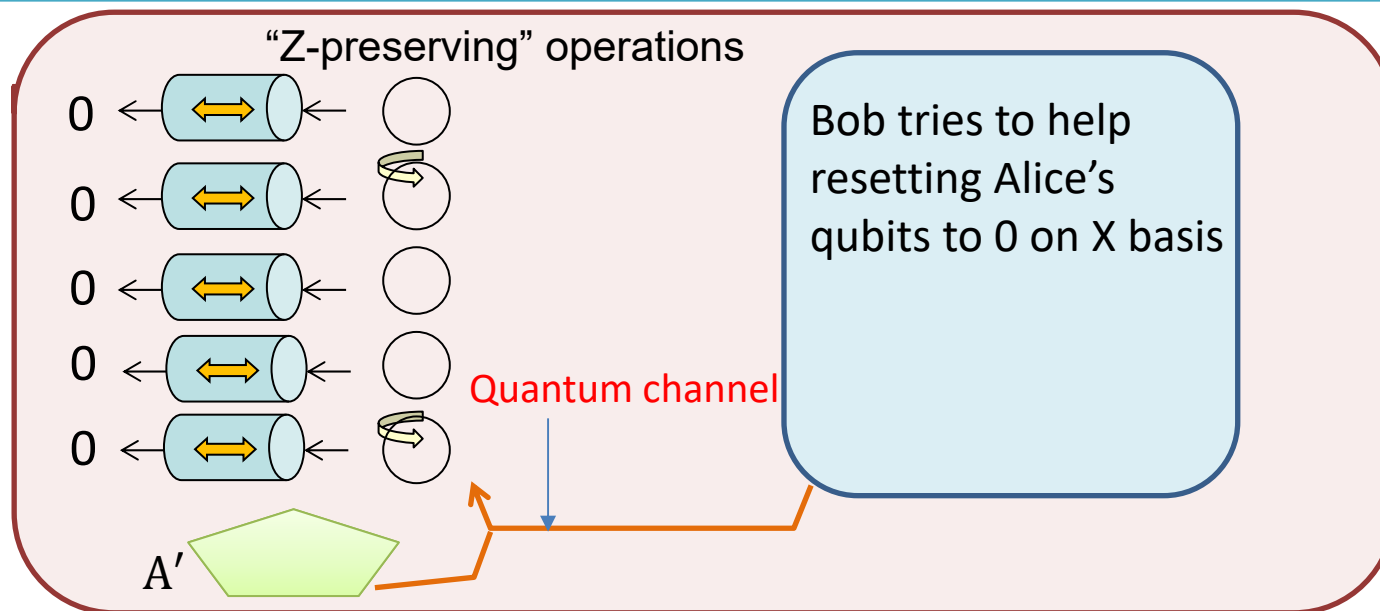 “Z-preserving” operations
0
0
0
0
0
Bob tries to help
resetting Alice’s
qubits to 0 on X basis
Quantum channel
A′